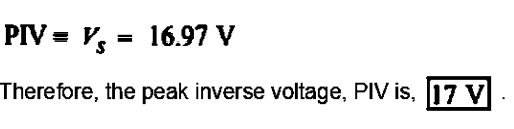 PIV ≡ V_S = 16.97 V
Therefore, the peak inverse voltage, PIV is, 17 V .